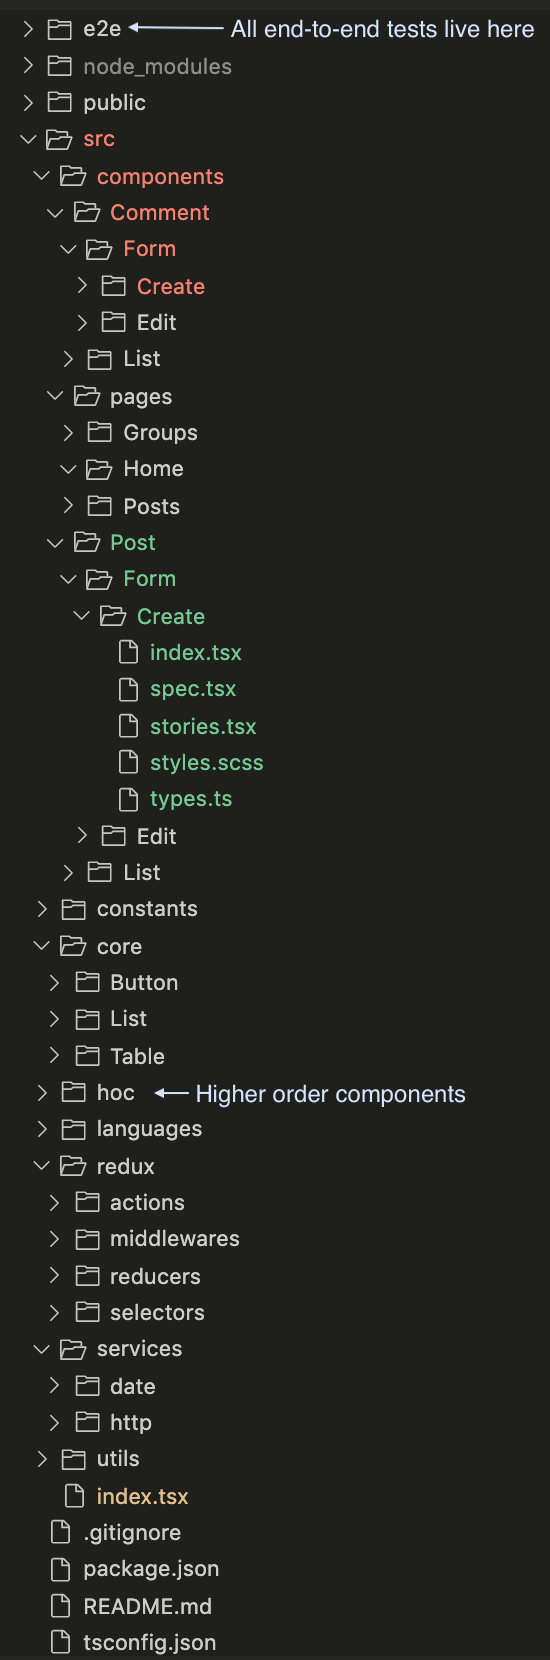 e2e All end-to-end tests live here
node_modules
public
src
components
Comment
Form
Create
Edit
List
pages
Groups
Home
Posts
Post
Form
Create
index.tsx
spec.tsx
stories.tsx
styles.scss
types.ts
Edit
List
constants
core
Button
List
Table
hoc Higher order components
languages
redux
actions
middlewares
reducers
selectors
services
date
http
utils
index.tsx
.gitignore
package.json
README.md
tsconfig.json